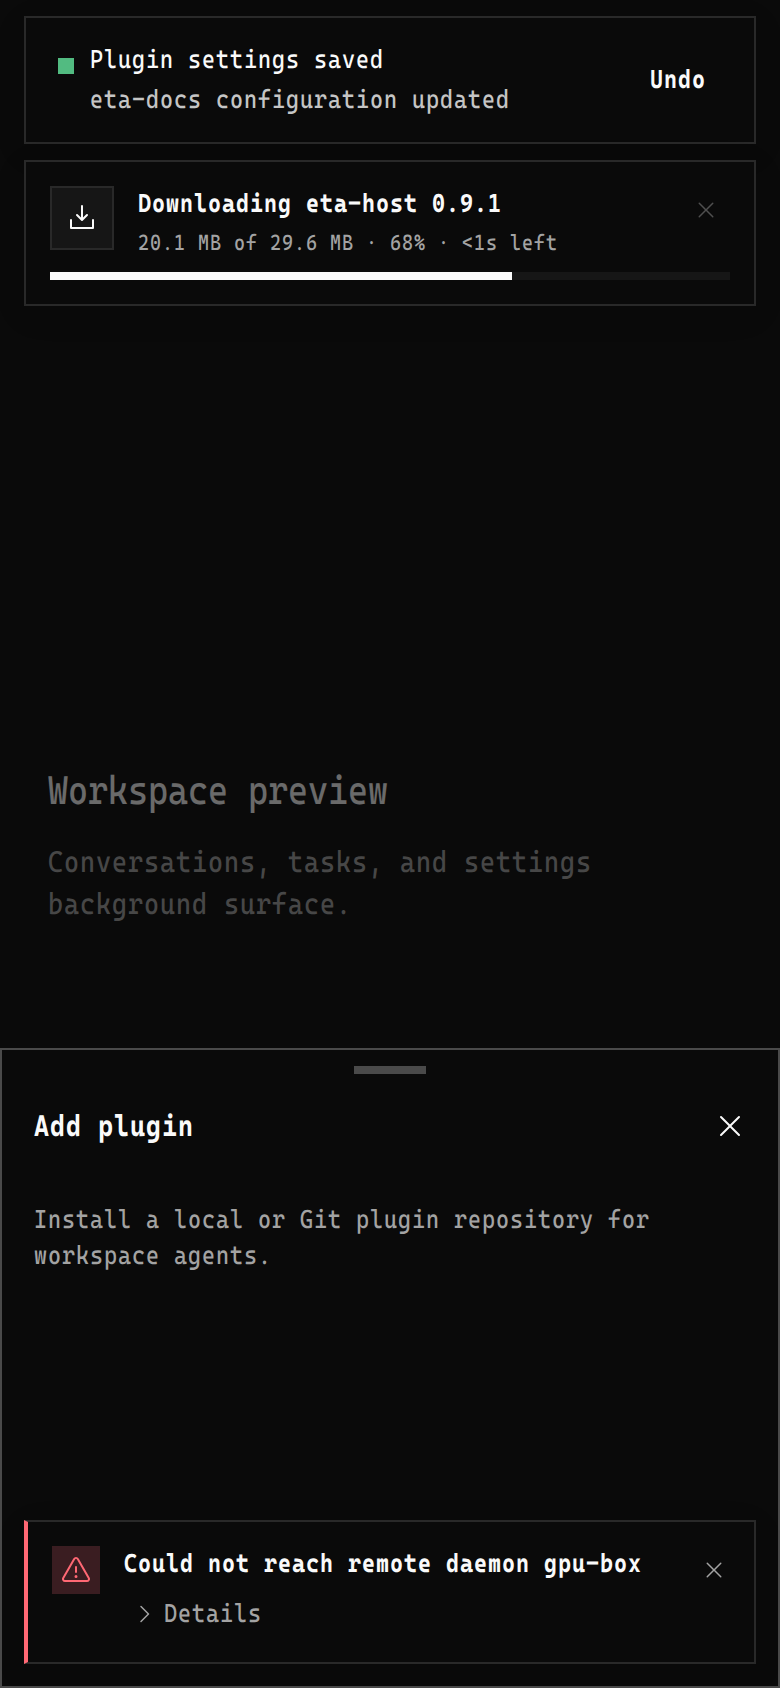 Plugin settings saved
eta-docs configuration updated
Undo
Downloading eta-host 0.9.1
20.1 MB of 29.6 MB · 68% · <1s left
Workspace preview
Conversations, tasks, and settings
background surface.
Add plugin
Install a local or Git plugin repository for
workspace agents.
Could not reach remote daemon gpu-box
Details